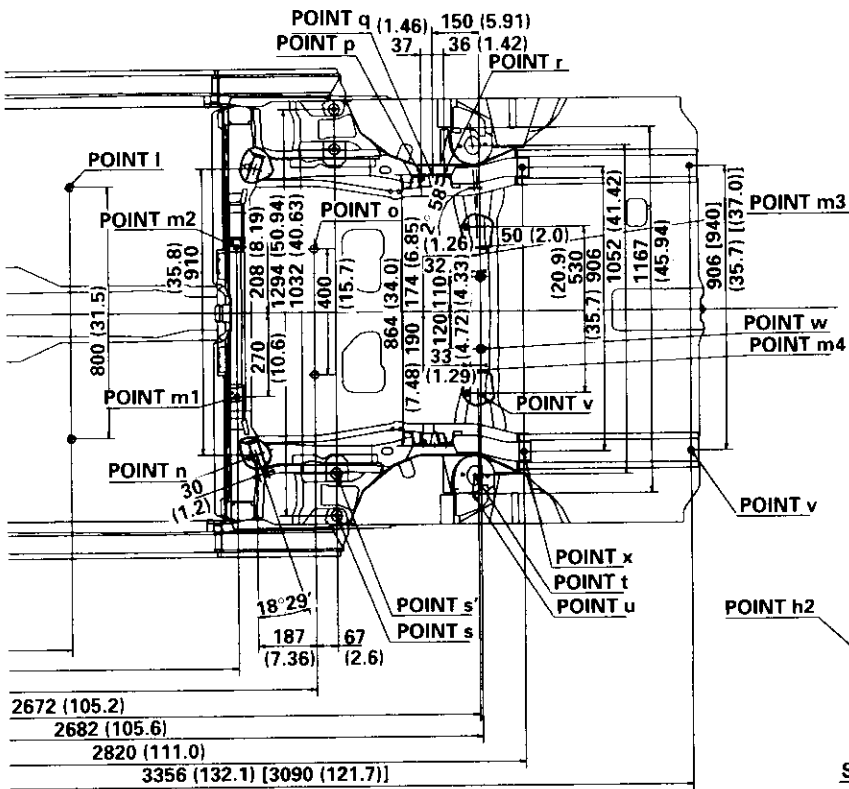 POINT q
(1.46)
150 (5.91)
POINT p
37
36 (1.42)
POINT r
POINT l
POINT m2
POINT o
POINT m3
2° 58'
50 (2.0)
(35.8)
910
208 (8.19)
1294 (50.94)
1032 (40.63)
400
(15.7)
864 (34.0)
174 (6.85)
190
(7.48)
(1.26)
32
110
(4.33)
120
(4.72)
33
(1.29)
(20.9)
530
(35.7) 906
1052 (41.42)
1167
(45.94)
906 [940]
(35.7) [(37.0)]
800 (31.5)
270
(10.6)
POINT w
POINT m4
POINT m1
POINT v
POINT n
30
(1.2)
POINT v
POINT x
POINT t
POINT u
POINT h2
18°29'
POINT s'
POINT s
187
(7.36)
67
(2.6)
2672 (105.2)
2682 (105.6)
2820 (111.0)
3356 (132.1) [3090 (121.7)]
S